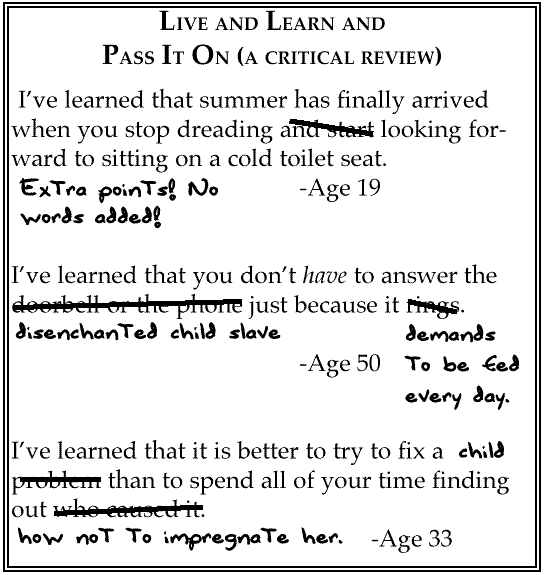 LIVE AND LEARN AND
PASS IT ON (A CRITICAL REVIEW)
I've learned that summer has finally arrived
when you stop dreading and start looking for-
ward to sitting on a cold toilet seat.
Extra points! No -Age 19
words added!
I've learned that you don't have to answer the
doorbell or the phone just because it rings.
disenchanted child slave demands
-Age 50 to be fed
every day.
I've learned that it is better to try to fix a child
problem than to spend all of your time finding
out who caused it.
how not to impregnate her. -Age 33